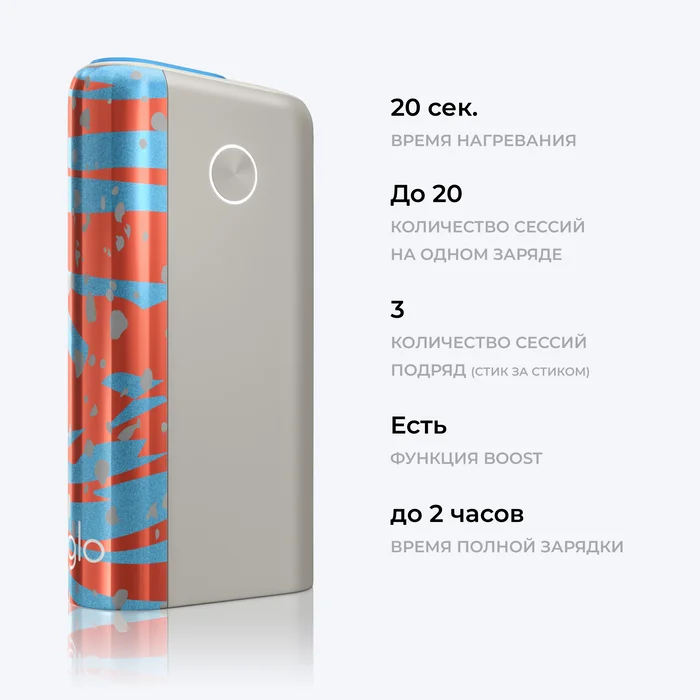 20 сек.
ВРЕМЯ НАГРЕВАНИЯ
До 20
КОЛИЧЕСТВО СЕССИЙ
НА ОДНОМ ЗАРЯДЕ
3
КОЛИЧЕСТВО СЕССИЙ
ПОДРЯД (СТИК ЗА СТИКОМ)
Есть
ФУНКЦИЯ BOOST
до 2 часов
ВРЕМЯ ПОЛНОЙ ЗАРЯДКИ
glo